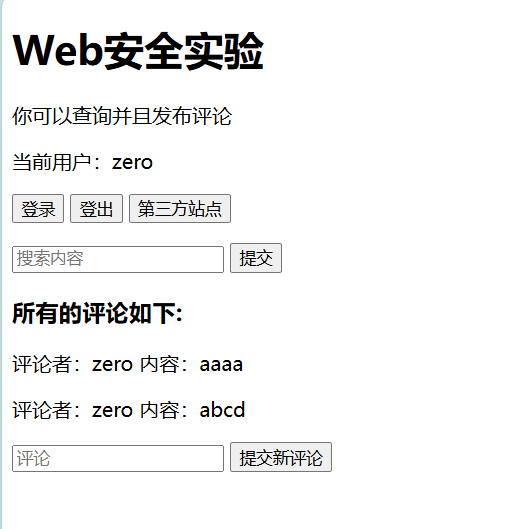 Web安全实验
你可以查询并且发布评论
当前用户：zero
登录 登出 第三方站点
搜索内容 提交
所有的评论如下:
评论者：zero 内容：aaaa
评论者：zero 内容：abcd
评论 提交新评论